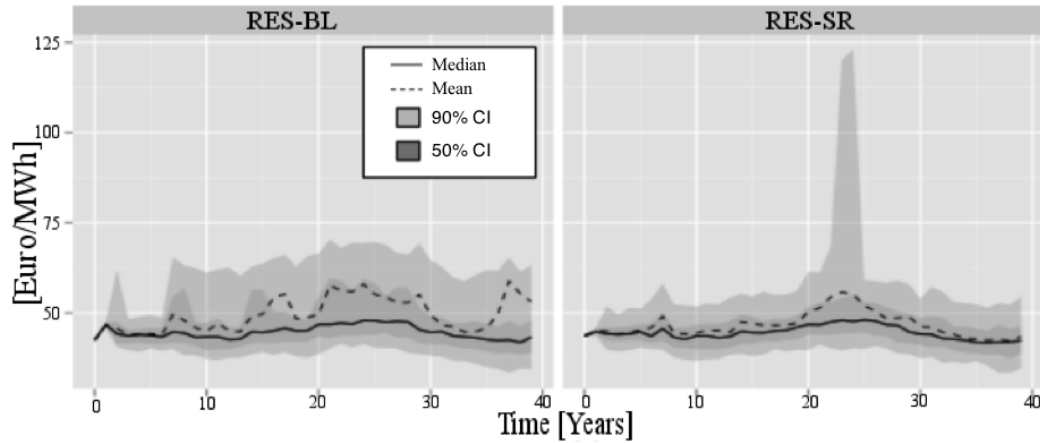 RES-BL RES-SR
125
100
75
50
[Euro/MWh]
Median
Mean
90% CI
50% CI
0 10 20 30 40 0 10 20 30 40
Time [Years]